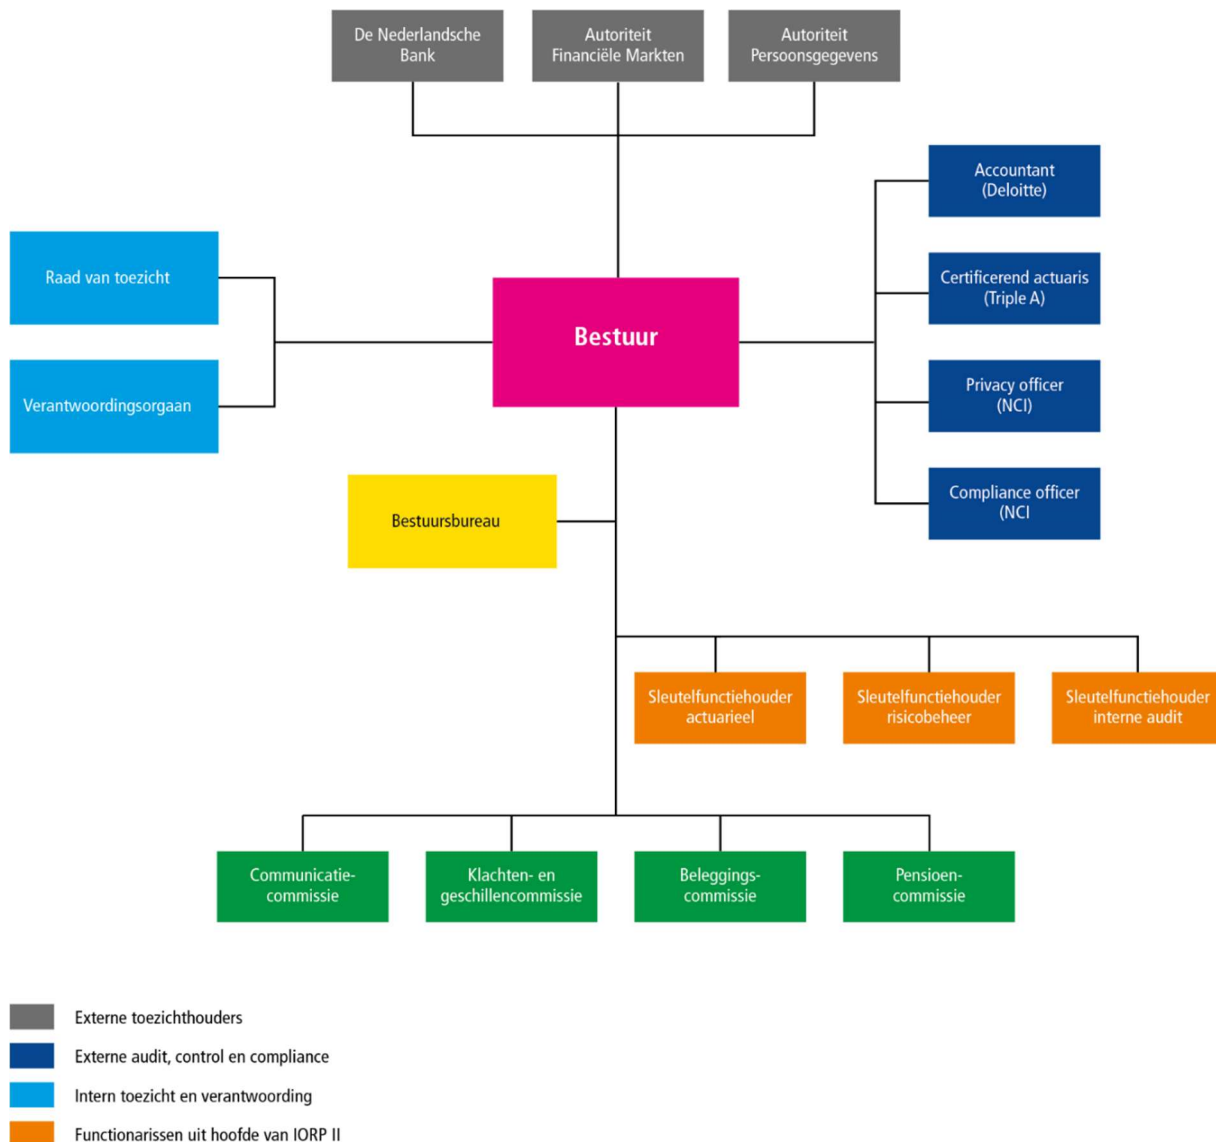 De Nederlandsche
Bank
Autoriteit
Financiële Markten
Autoriteit
Persoonsgegevens
Accountant
(Deloitte)
Raad van toezicht
Certificerend actuaris
(Triple A)
Bestuur
Verantwoordingsorgaan
Privacy officer
(NCI)
Compliance officer
(NCI
Bestuursbureau
Sleutelfunctiehouder
actuarieel
Sleutelfunctiehouder
risicobeheer
Sleutelfunctiehouder
interne audit
Communicatie-
commissie
Klachten- en
geschillencommissie
Beleggings-
commissie
Pensioen-
commissie
Externe toezichthouders
Externe audit, control en compliance
Intern toezicht en verantwoording
Functionarissen uit hoofde van IORP II